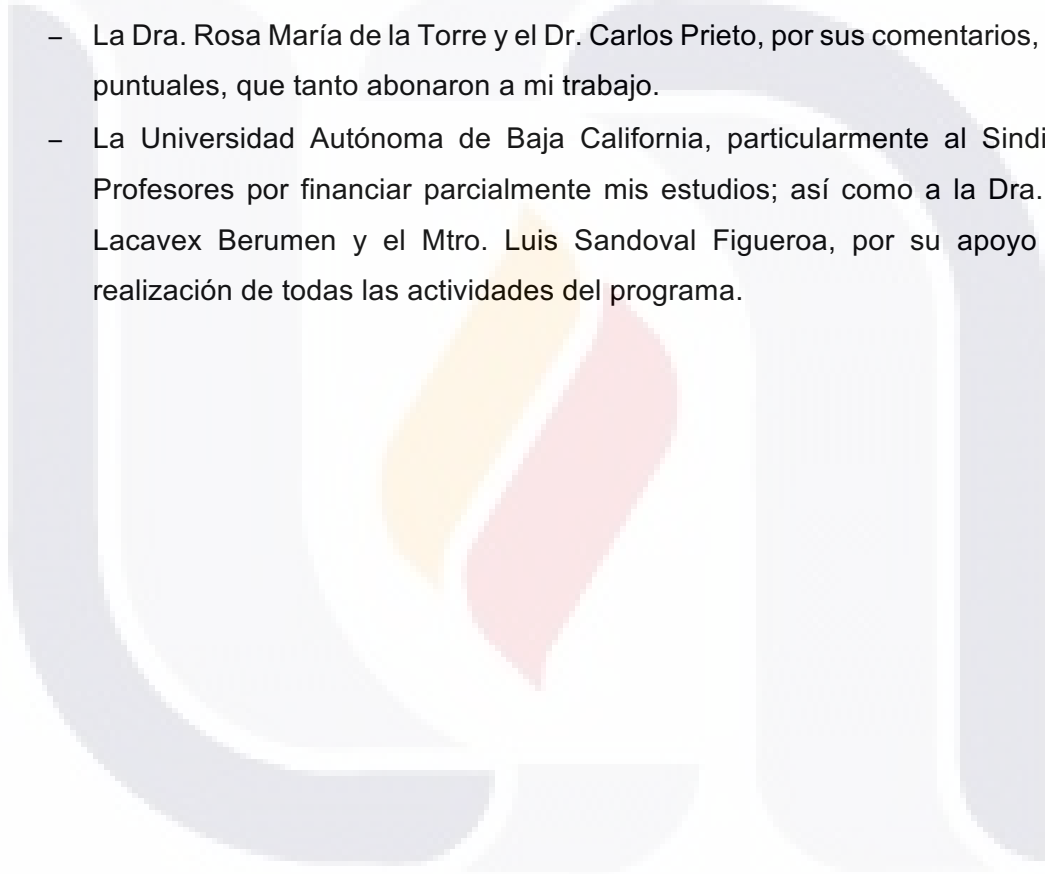 – La Dra. Rosa María de la Torre y el Dr. Carlos Prieto, por sus comentarios,
puntuales, que tanto abonaron a mi trabajo.
– La Universidad Autónoma de Baja California, particularmente al Sindi
Profesores por financiar parcialmente mis estudios; así como a la Dra.
Lacavex Berumen y el Mtro. Luis Sandoval Figueroa, por su apoyo
realización de todas las actividades del programa.